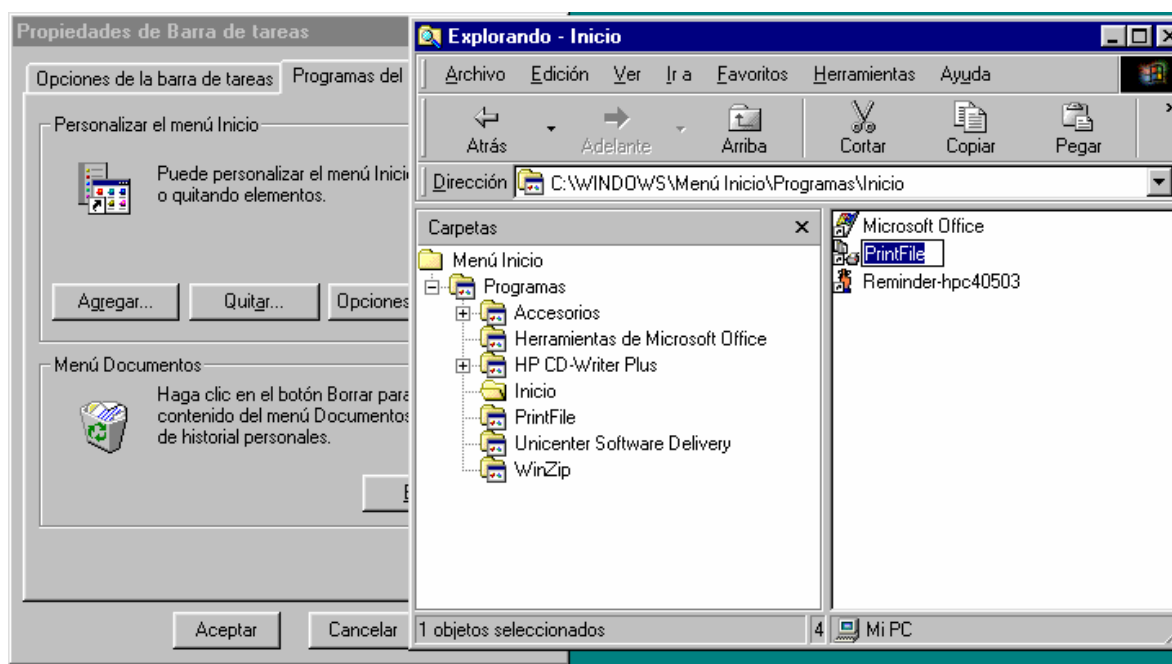 Propiedades de Barra de tareas
Opciones de la barra de tareas
Programas del
Personalizar el menú Inicio
Puede personalizar el menú Inici
o quitando elementos.
Agregar...
Quitar...
Opciones
Menú Documentos
Haga clic en el botón Borrar para
contenido del menú Documentos
de historial personales.
Aceptar
Cancelar
Explorando - Inicio
Archivo Edición Ver Ir a Favoritos Herramientas Ayuda
Atrás Adelante Arriba Cortar Copiar Pegar
Dirección C:\WINDOWS\Menú Inicio\Programas\Inicio
Carpetas
Menú Inicio
Programas
Accesorios
Herramientas de Microsoft Office
HP CD-Writer Plus
Inicio
PrintFile
Unicenter Software Delivery
WinZip
Microsoft Office
PrintFile
Reminder-hpc40503
1 objetos seleccionados
4
Mi PC